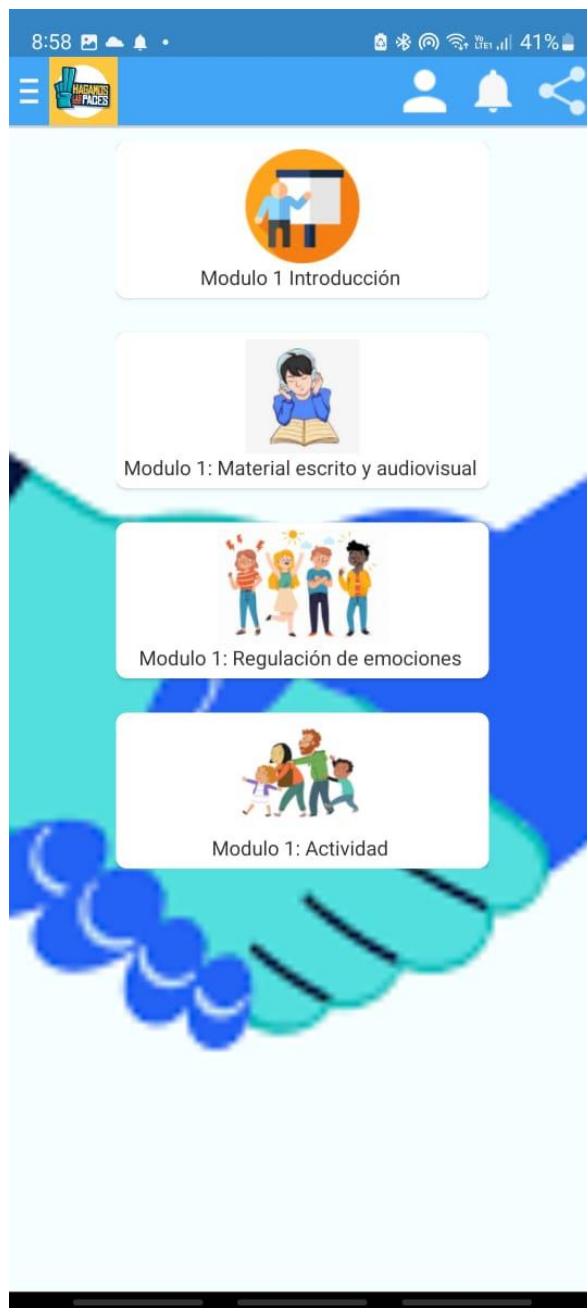 8:58
41%
HAGAMOS
LAS PACES
Modulo 1 Introducción
Modulo 1: Material escrito y audiovisual
Modulo 1: Regulación de emociones
Modulo 1: Actividad